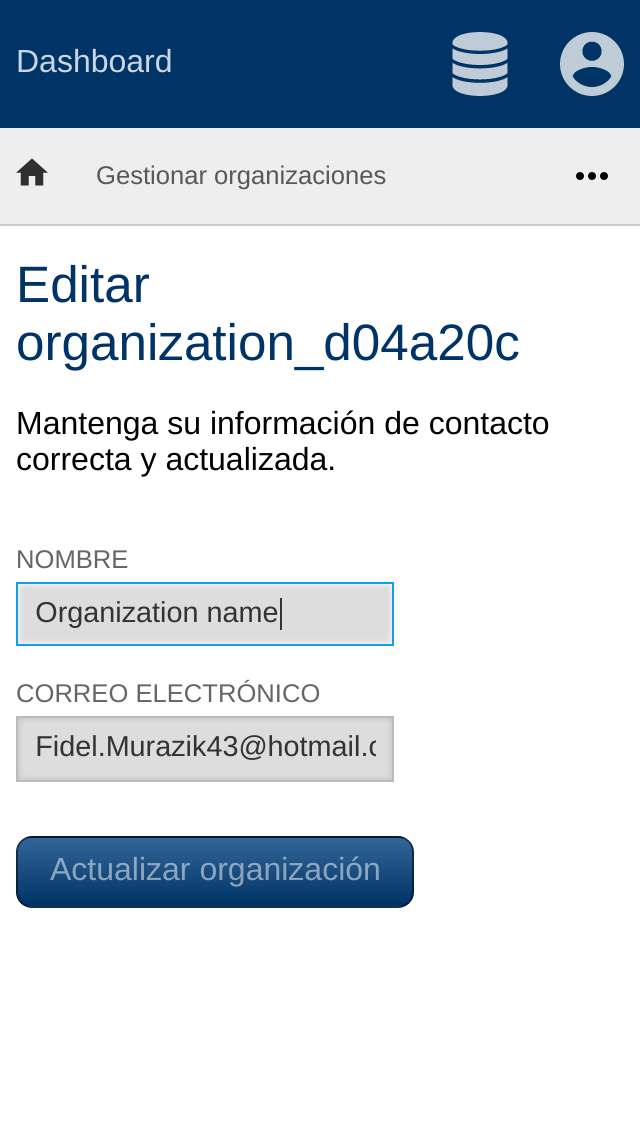 Dashboard
Gestionar organizaciones
Editar
organization_d04a20c
Mantenga su información de contacto
correcta y actualizada.
NOMBRE
Organization name
CORREO ELECTRÓNICO
Fidel.Murazik43@hotmail.c
Actualizar organización